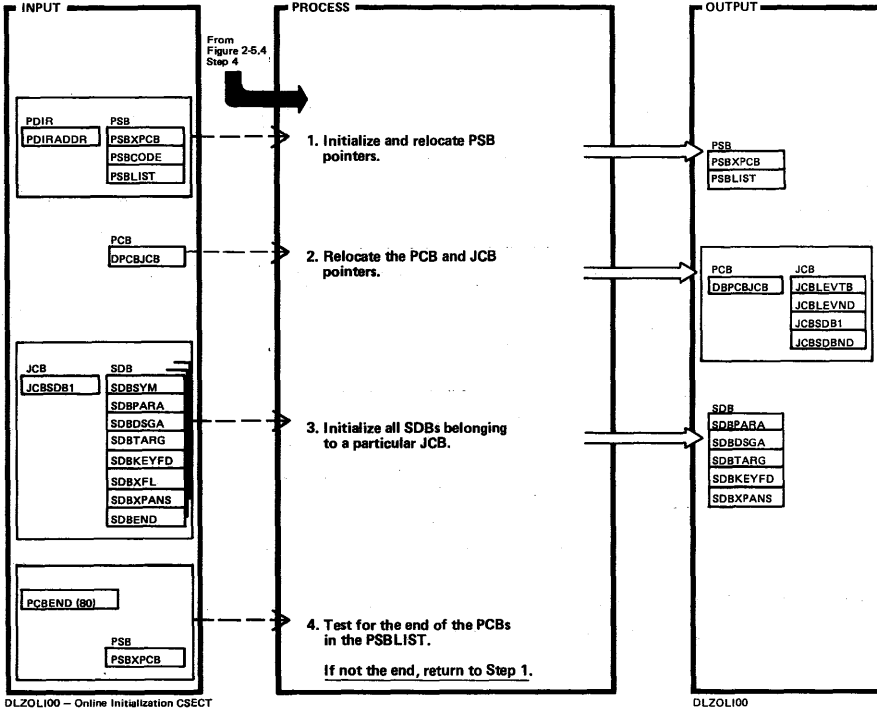 INPUT
PROCESS
OUTPUT
From
Figure 2-5.4
Step 4
PDIR
PSB
PDIRADDR
PSBXPCB
PSBCODE
PSBLIST
1. Initialize and relocate PSB
pointers.
PSB
PSBXPCB
PSBLIST
PCB
DPCBJCB
2. Relocate the PCB and JCB
pointers.
PCB
JCB
DBPCBJCB
JCBLEVTB
JCBLEVND
JCBSDB1
JCBSDBND
JCB
SDB
JCBSDB1
SDBSYM
SDBPARA
SDBDSGA
SDBTARG
SDBKEYFD
SDBXFL
SDBXPANS
SDBEND
3. Initialize all SDBs belonging
to a particular JCB.
SDB
SDBPARA
SDBDSGA
SDBTARG
SDBKEYFD
SDBXPANS
PCBEND (80)
PSB
PSBXPCB
4. Test for the end of the PCBs
in the PSBLIST.
If not the end, return to Step 1.
DLZOLI00 – Online Initialization CSECT
DLZOLI00